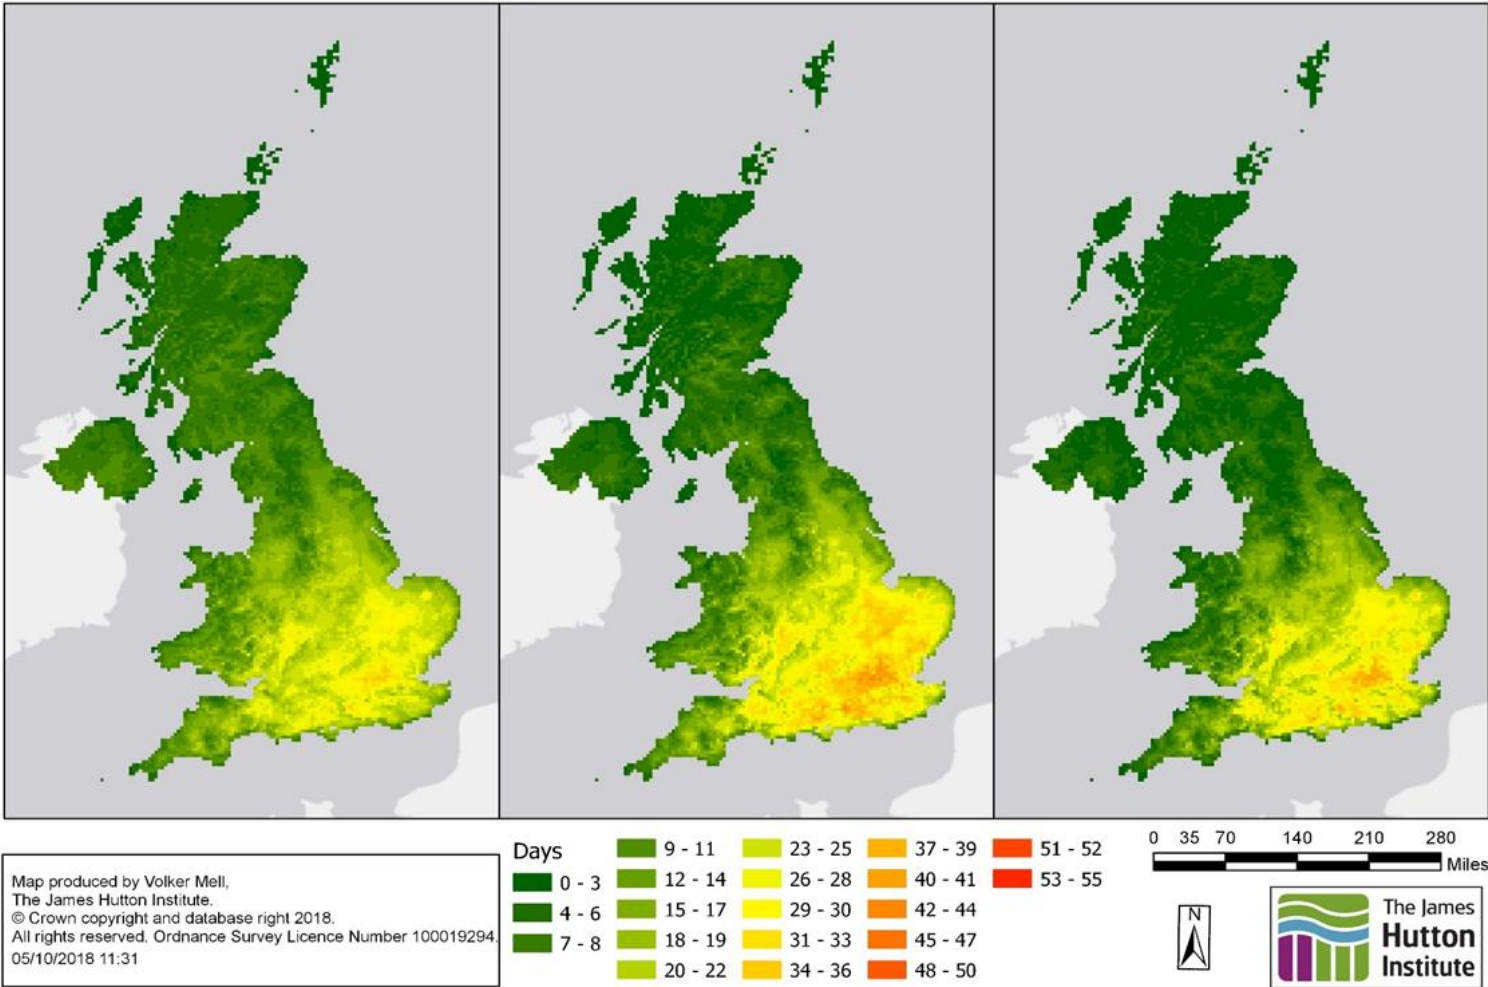 Map produced by Volker Mell,
The James Hutton Institute.
© Crown copyright and database right 2018.
All rights reserved. Ordnance Survey Licence Number 100019294.
05/10/2018 11:31
Days
0 - 3
4 - 6
7 - 8
9 - 11
12 - 14
15 - 17
18 - 19
20 - 22
23 - 25
26 - 28
29 - 30
31 - 33
34 - 36
37 - 39
40 - 41
42 - 44
45 - 47
48 - 50
51 - 52
53 - 55
0 35 70 140 210 280
Miles
N
The James
Hutton
Institute